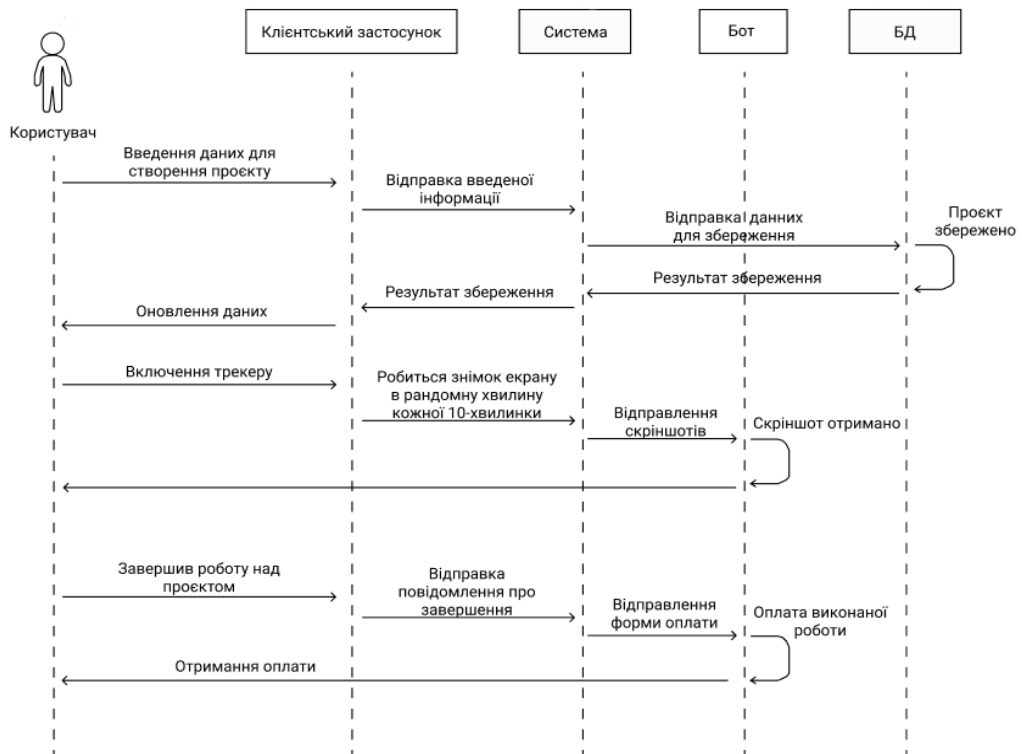 Клієнтський застосунок
Система
Бот
БД
Користувач
Введення даних для
створення проєкту
Відправка введеної
інформації
Відправка данних
для збереження
Проєкт
збережено
Результат збереження
Результат збереження
Оновлення даних
Включення трекеру
Робиться знімок екрану
в рандомну хвилину
кожної 10-хвилинки
Відправлення
скріншотів
Скріншот отримано
Завершив роботу над
проєктом
Відправка
повідомлення про
завершення
Відправлення
форми оплати
Оплата виконаної
роботи
Отримання оплати